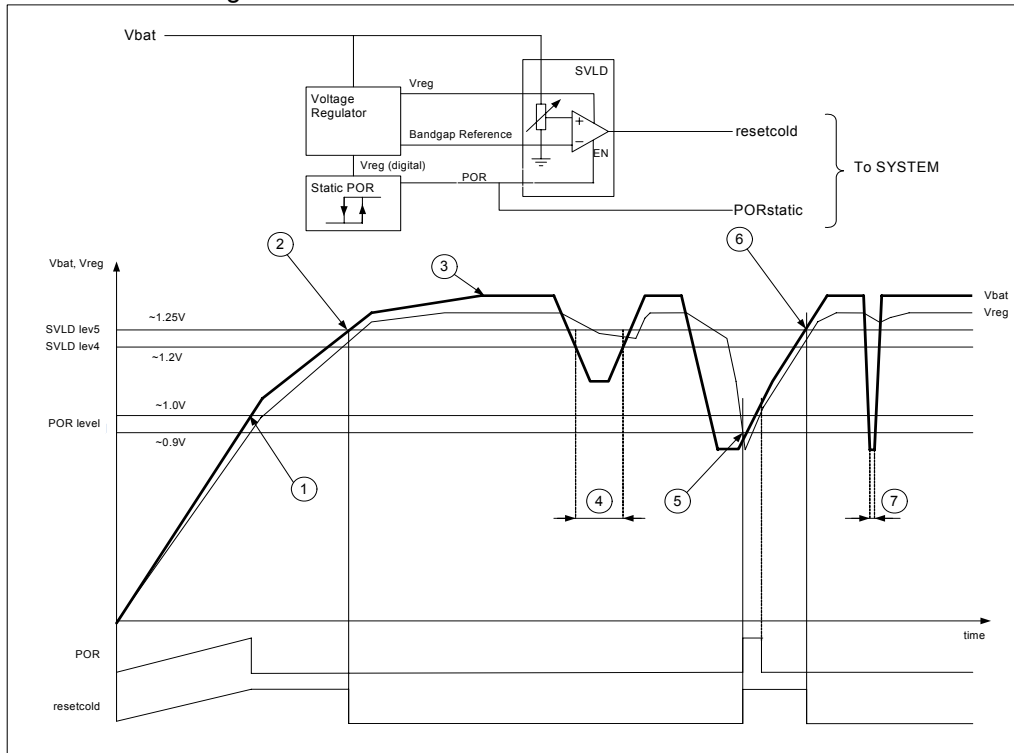 Vbat
SVLD
Vreg
Voltage
Regulator
+
Bandgap Reference
−
resetcold
EN
Vreg (digital)
To SYSTEM
Static POR
POR
PORstatic
2
6
Vbat, Vreg
3
Vbat
~1.25V
Vreg
SVLD lev5
SVLD lev4
~1.2V
~1.0V
POR level
~0.9V
1
4
5
7
time
POR
resetcold